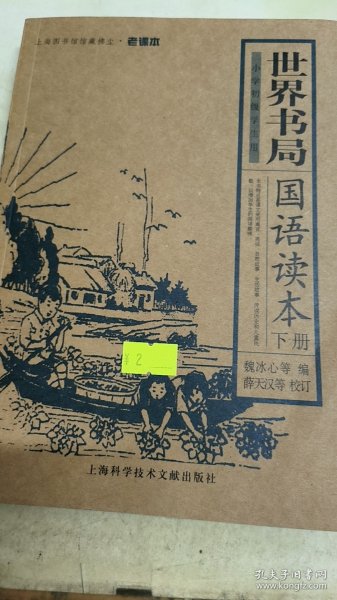 上海图书馆馆藏拂尘·老课本
小学初级学生用
世界书局
国语读本
下册
魏冰心等 编
薛天汉等 校订
¥2
上海科学技术文献出版社
孔夫子旧书网